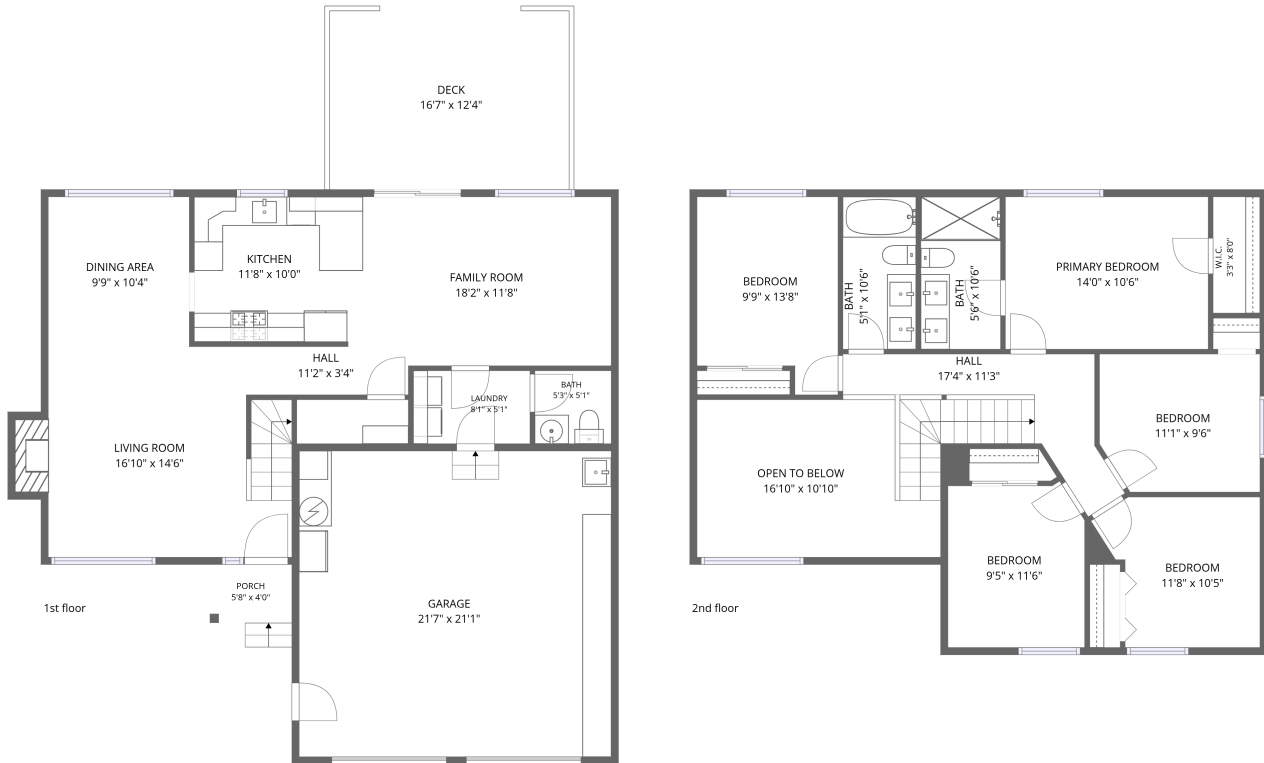 DECK
16'7" x 12'4"
DINING AREA
9'9" x 10'4"
KITCHEN
11'8" x 10'0"
FAMILY ROOM
18'2" x 11'8"
HALL
11'2" x 3'4"
LAUNDRY
8'1" x 5'1"
BATH
5'3" x 5'1"
LIVING ROOM
16'10" x 14'6"
PORCH
5'8" x 4'0"
GARAGE
21'7" x 21'1"
1st floor
BEDROOM
9'9" x 13'8"
BATH
5'1" x 10'6"
BATH
5'6" x 10'6"
PRIMARY BEDROOM
14'0" x 10'6"
W.I.C.
3'3" x 8'0"
HALL
17'4" x 11'3"
BEDROOM
11'1" x 9'6"
OPEN TO BELOW
16'10" x 10'10"
BEDROOM
9'5" x 11'6"
BEDROOM
11'8" x 10'5"
2nd floor